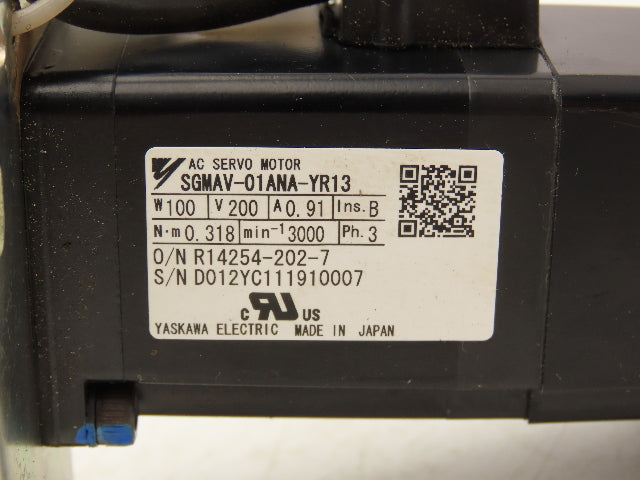 AC SERVO MOTOR
SGMAV-01ANA-YR13
W 100 V 200 A 0.91 Ins. B
N·m 0.318 min-1 3000 Ph. 3
O/N R14254-202-7
S/N D012YC111910007
c RU US
YASKAWA ELECTRIC MADE IN JAPAN